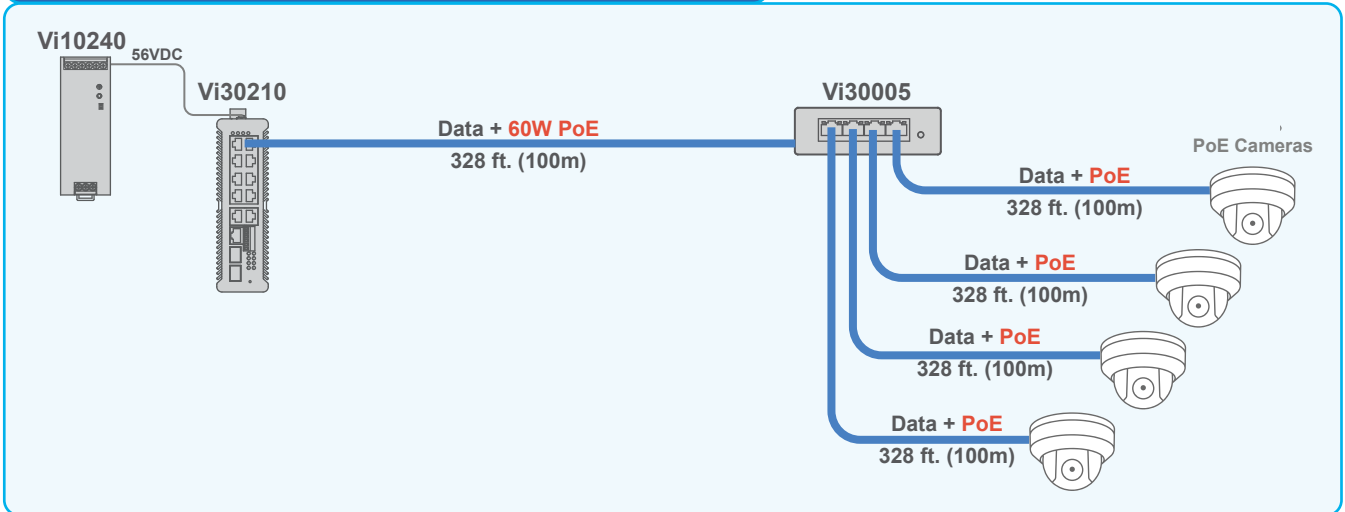 Vi10240
56VDC
Vi30210
Data + 60W PoE
328 ft. (100m)
Vi30005
PoE Cameras
Data + PoE
328 ft. (100m)
Data + PoE
328 ft. (100m)
Data + PoE
328 ft. (100m)
Data + PoE
328 ft. (100m)